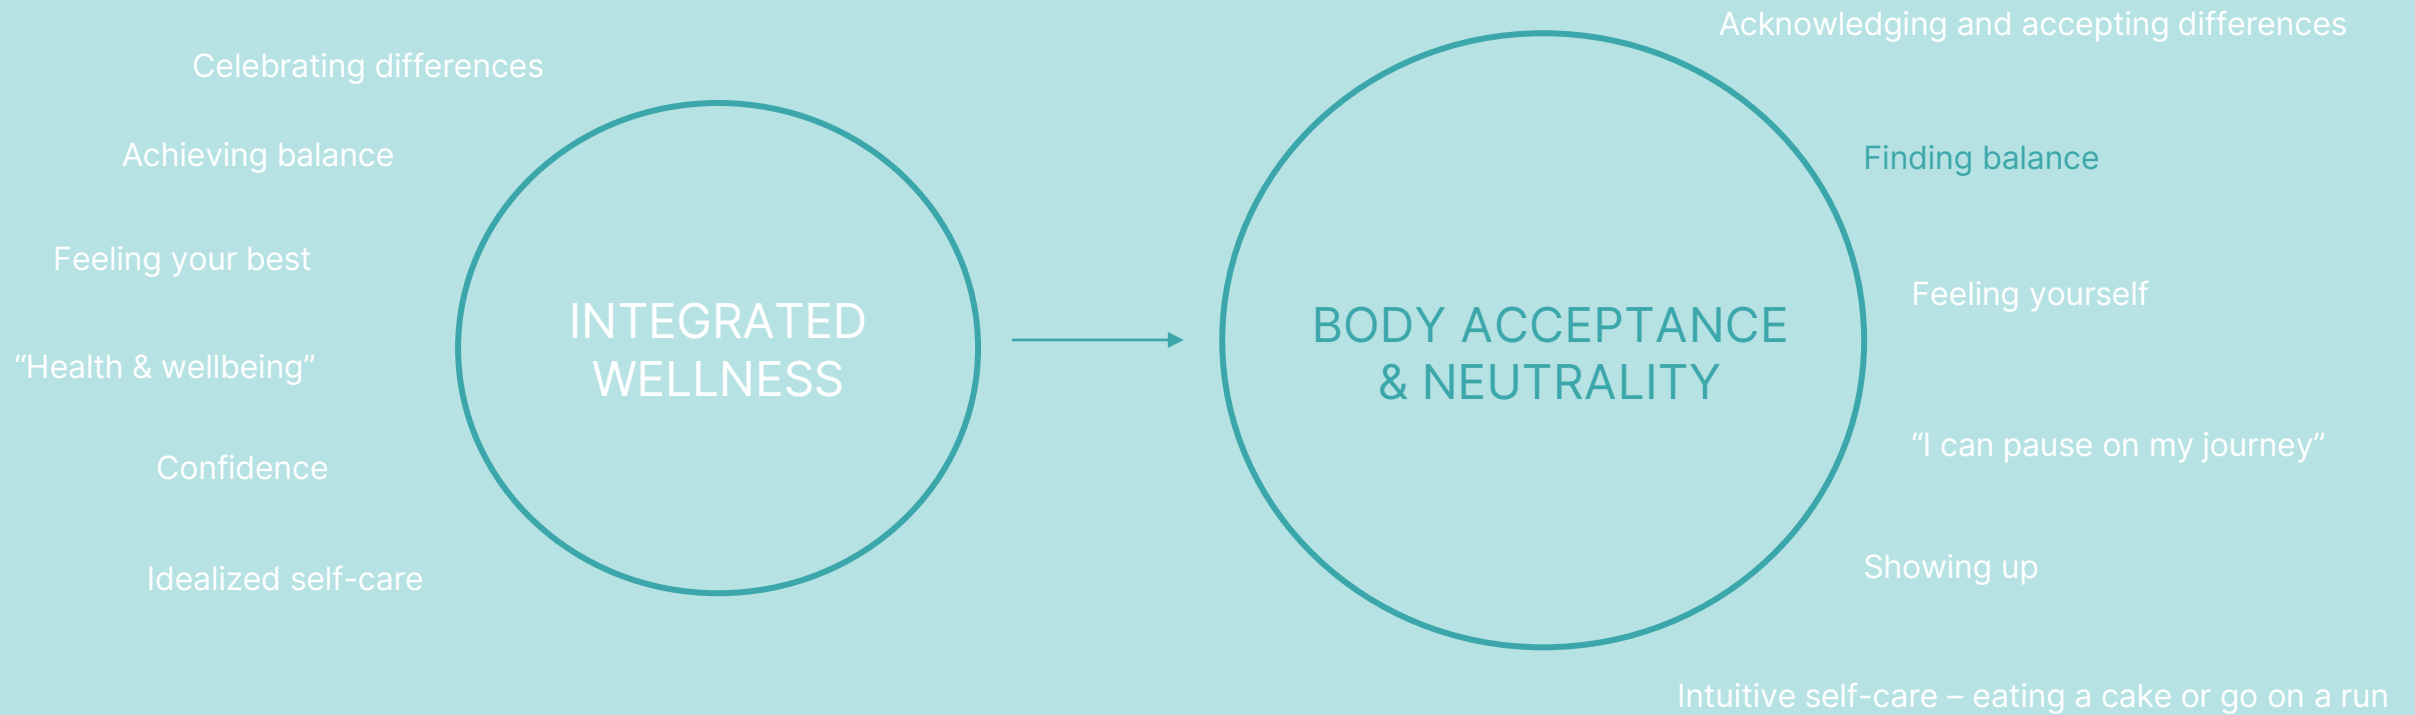 Celebrating differences
Achieving balance
Feeling your best
“Health & wellbeing”
Confidence
Idealized self-care
INTEGRATED
WELLNESS
BODY ACCEPTANCE
& NEUTRALITY
Acknowledging and accepting differences
Finding balance
Feeling yourself
“I can pause on my journey”
Showing up
Intuitive self-care – eating a cake or go on a run